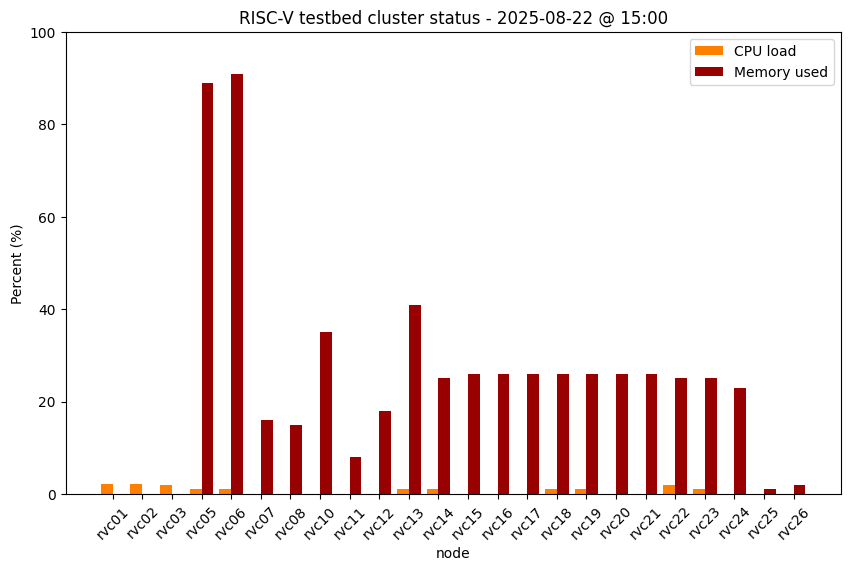 RISC-V testbed cluster status - 2025-08-22 @ 15:00
CPU load
Memory used
Percent (%)
100
80
60
40
20
0
rvc01 rvc02 rvc03 rvc05 rvc06 rvc07 rvc08 rvc10 rvc11 rvc12 rvc13 rvc14 rvc15 rvc16 rvc17 rvc18 rvc19 rvc20 rvc21 rvc22 rvc23 rvc24 rvc25 rvc26
node